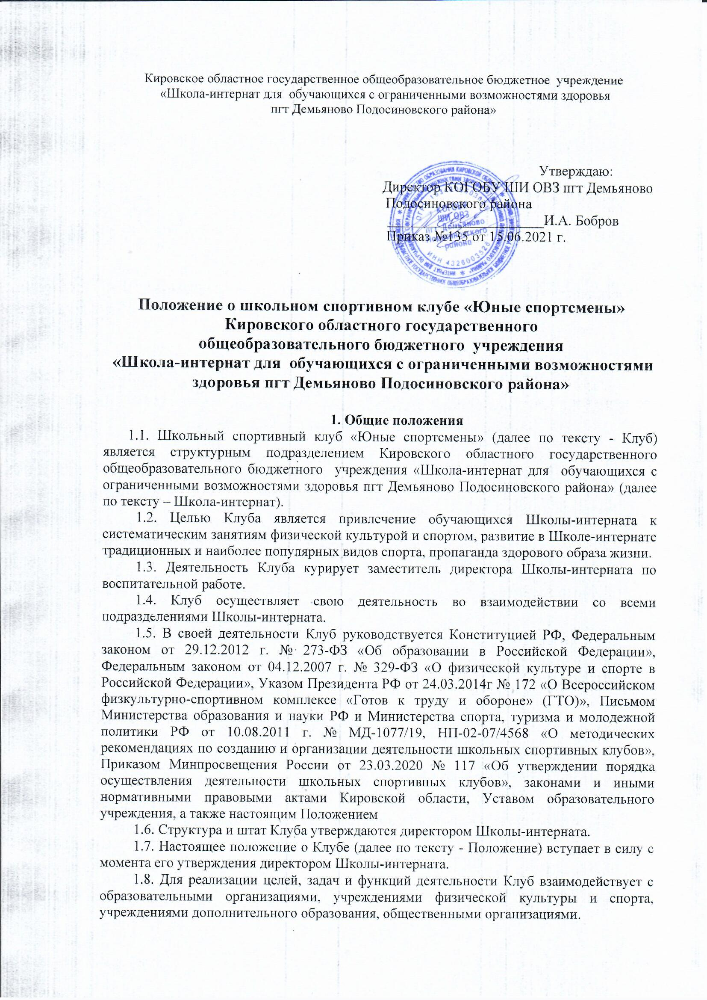 Кировское областное государственное общеобразовательное бюджетное учреждение
«Школа-интернат для обучающихся с ограниченными возможностями здоровья
пгт Демьяново Подосиновского района»
Утверждаю:
Директор КОГОБУ ШИ ОВЗ пгт Демьяново
Подосиновского района
И.А. Бобров
Приказ №135 от 15.06.2021 г.
КОГОБУ
ШИ ОВЗ
пгт Демьяново
Подосиновского
района
ИНН 4326003526
Положение о школьном спортивном клубе «Юные спортсмены»
Кировского областного государственного
общеобразовательного бюджетного учреждения
«Школа-интернат для обучающихся с ограниченными возможностями
здоровья пгт Демьяново Подосиновского района»
1. Общие положения
1.1. Школьный спортивный клуб «Юные спортсмены» (далее по тексту - Клуб)
является структурным подразделением Кировского областного государственного
общеобразовательного бюджетного учреждения «Школа-интернат для обучающихся с
ограниченными возможностями здоровья пгт Демьяново Подосиновского района» (далее
по тексту – Школа-интернат).
1.2. Целью Клуба является привлечение обучающихся Школы-интерната к
систематическим занятиям физической культурой и спортом, развитие в Школе-интернате
традиционных и наиболее популярных видов спорта, пропаганда здорового образа жизни.
1.3. Деятельность Клуба курирует заместитель директора Школы-интерната по
воспитательной работе.
1.4. Клуб осуществляет свою деятельность во взаимодействии со всеми
подразделениями Школы-интерната.
1.5. В своей деятельности Клуб руководствуется Конституцией РФ, Федеральным
законом от 29.12.2012 г. № 273-ФЗ «Об образовании в Российской Федерации»,
Федеральным законом от 04.12.2007 г. № 329-ФЗ «О физической культуре и спорте в
Российской Федерации», Указом Президента РФ от 24.03.2014г № 172 «О Всероссийском
физкультурно-спортивном комплексе «Готов к труду и обороне» (ГТО)», Письмом
Министерства образования и науки РФ и Министерства спорта, туризма и молодежной
политики РФ от 10.08.2011 г. № МД-1077/19, НП-02-07/4568 «О методических
рекомендациях по созданию и организации деятельности школьных спортивных клубов»,
Приказом Минпросвещения России от 23.03.2020 № 117 «Об утверждении порядка
осуществления деятельности школьных спортивных клубов», законами и иными
нормативными правовыми актами Кировской области, Уставом образовательного
учреждения, а также настоящим Положением
1.6. Структура и штат Клуба утверждаются директором Школы-интерната.
1.7. Настоящее положение о Клубе (далее по тексту - Положение) вступает в силу с
момента его утверждения директором Школы-интерната.
1.8. Для реализации целей, задач и функций деятельности Клуб взаимодействует с
образовательными организациями, учреждениями физической культуры и спорта,
учреждениями дополнительного образования, общественными организациями.